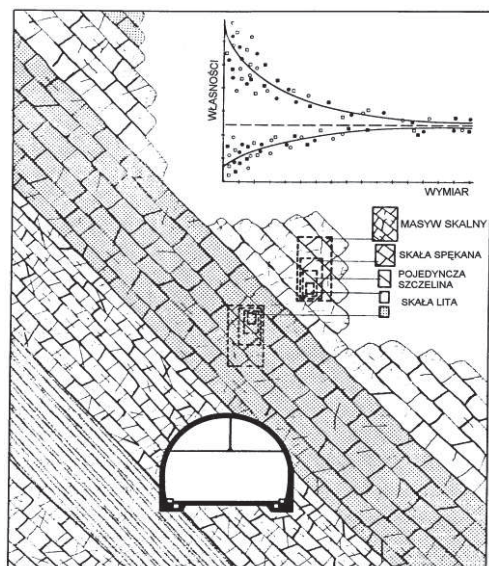 WŁASNOŚCI
WYMIAR
MASYW SKALNY
SKAŁA SPĘKANA
POJEDYNCZA
SZCZELINA
SKAŁA LITA